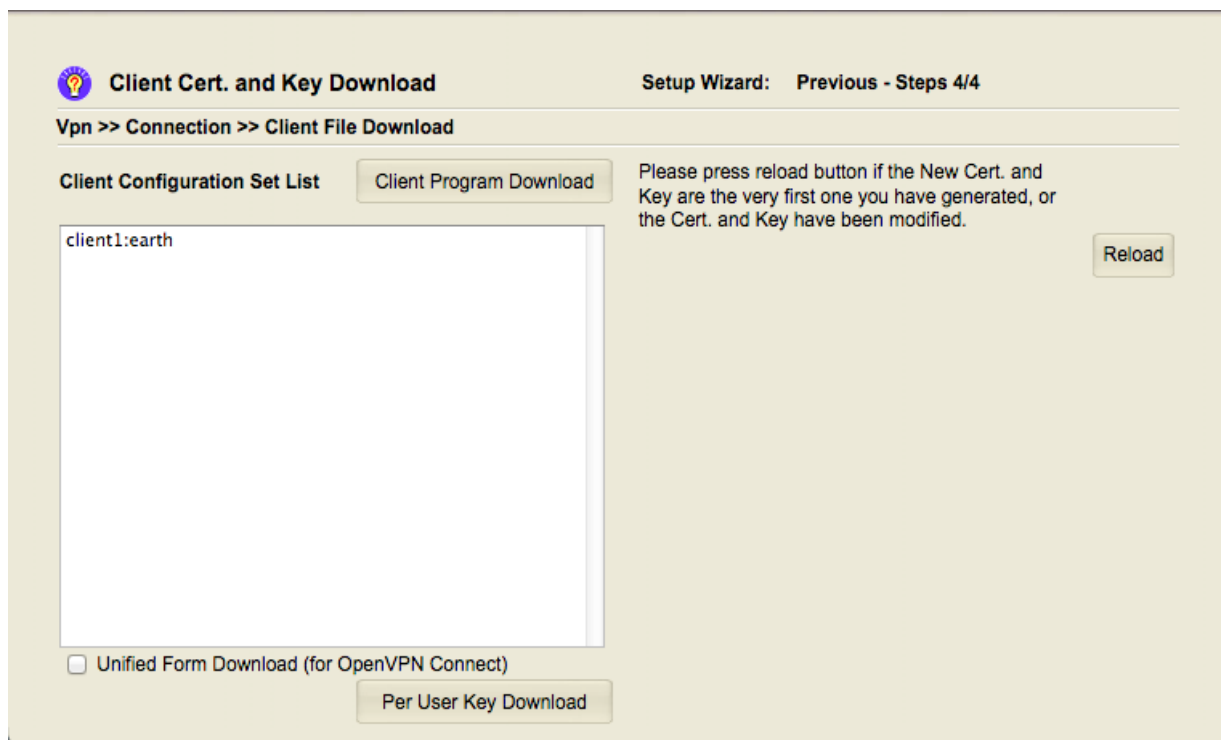 Client Cert. and Key Download
Setup Wizard: Previous - Steps 4/4
Vpn >> Connection >> Client File Download
Client Configuration Set List
Client Program Download
Please press reload button if the New Cert. and
Key are the very first one you have generated, or
the Cert. and Key have been modified.
Reload
client1:earth
Unified Form Download (for OpenVPN Connect)
Per User Key Download